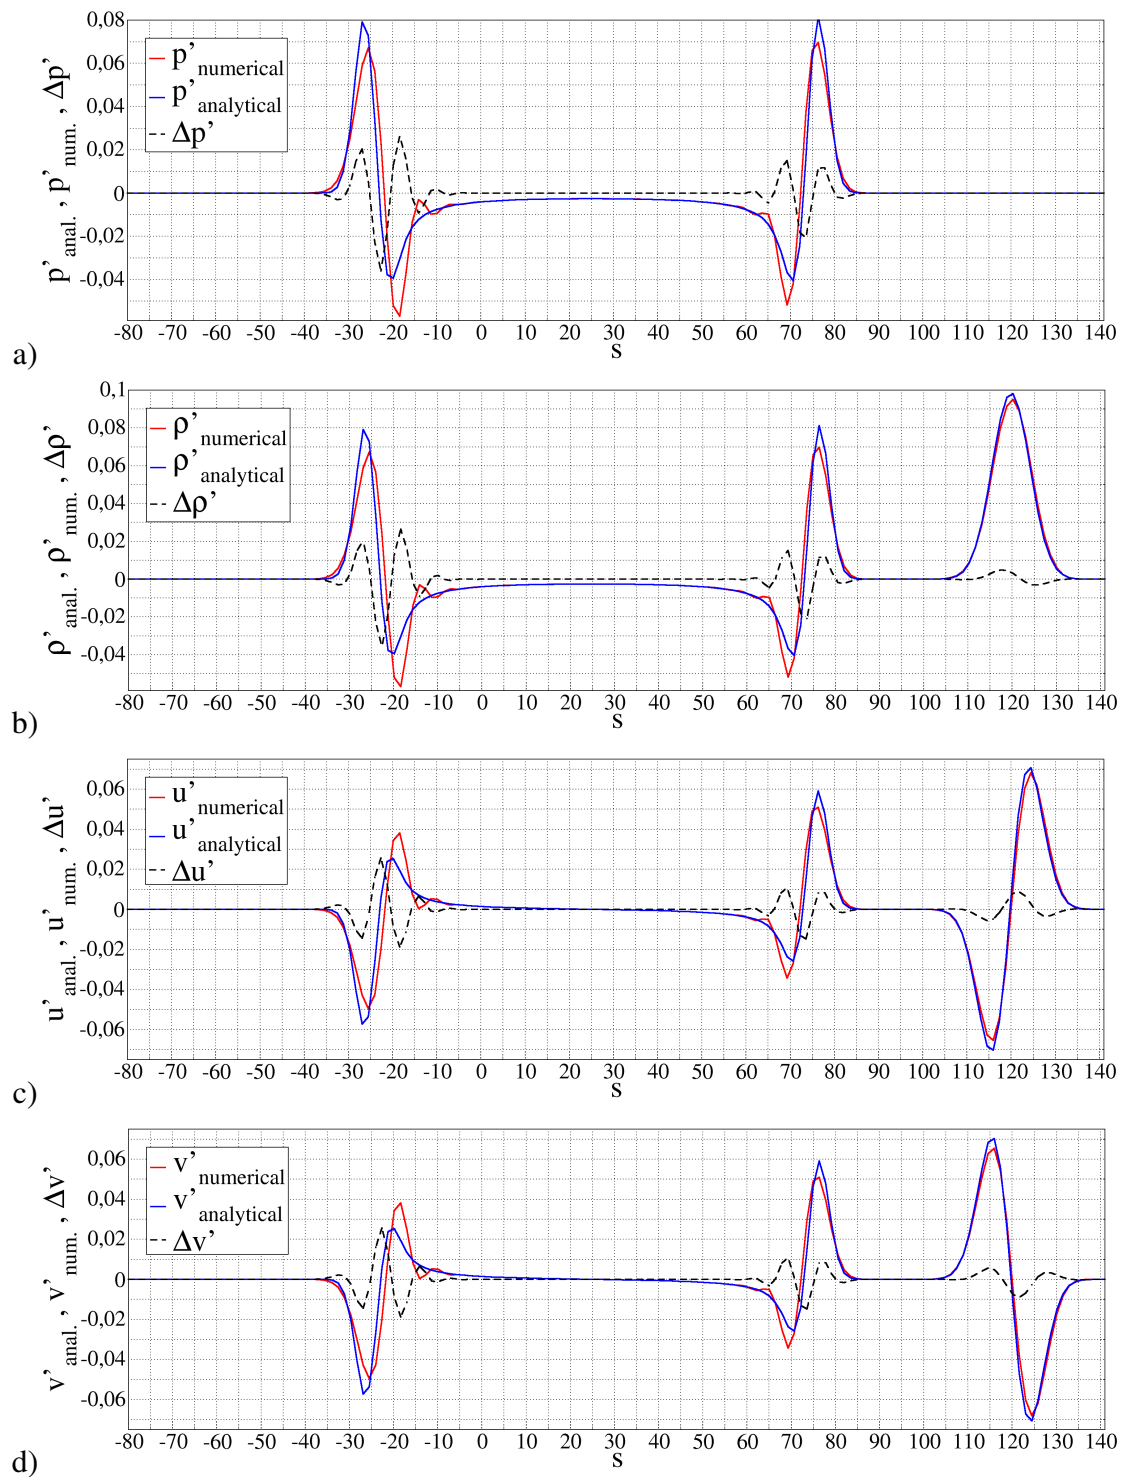 0,08
0,06
0,04
0,02
0
-0,02
-0,04
p'anal. , p'num. , Δp'
p'numerical
p'analytical
Δp'
-80 -70 -60 -50 -40 -30 -20 -10 0 10 20 30 40 50 60 70 80 90 100 110 120 130 140
s
a)
0,1
0,08
0,06
0,04
0,02
0
-0,02
-0,04
ρ'anal. , ρ'num. , Δρ'
ρ'numerical
ρ'analytical
Δρ'
-80 -70 -60 -50 -40 -30 -20 -10 0 10 20 30 40 50 60 70 80 90 100 110 120 130 140
s
b)
0,06
0,04
0,02
0
-0,02
-0,04
-0,06
u'anal. , u'num. , Δu'
u'numerical
u'analytical
Δu'
-80 -70 -60 -50 -40 -30 -20 -10 0 10 20 30 40 50 60 70 80 90 100 110 120 130 140
s
c)
0,06
0,04
0,02
0
-0,02
-0,04
-0,06
v'anal. , v'num. , Δv'
v'numerical
v'analytical
Δv'
-80 -70 -60 -50 -40 -30 -20 -10 0 10 20 30 40 50 60 70 80 90 100 110 120 130 140
s
d)